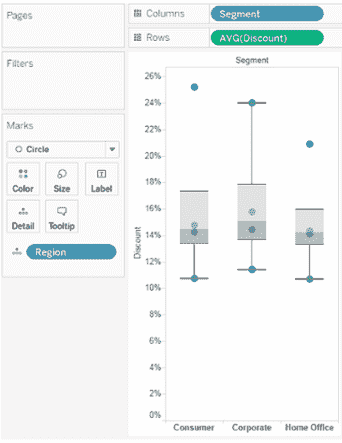 Pages
Columns
Segment
Rows
AVG(Discount)
Filters
Segment
Marks
Circle
Color
Size
Label
Detail
Tooltip
Region
26%
24%
22%
20%
18%
16%
14%
12%
10%
8%
6%
4%
2%
0%
Discount
Consumer
Corporate
Home Office